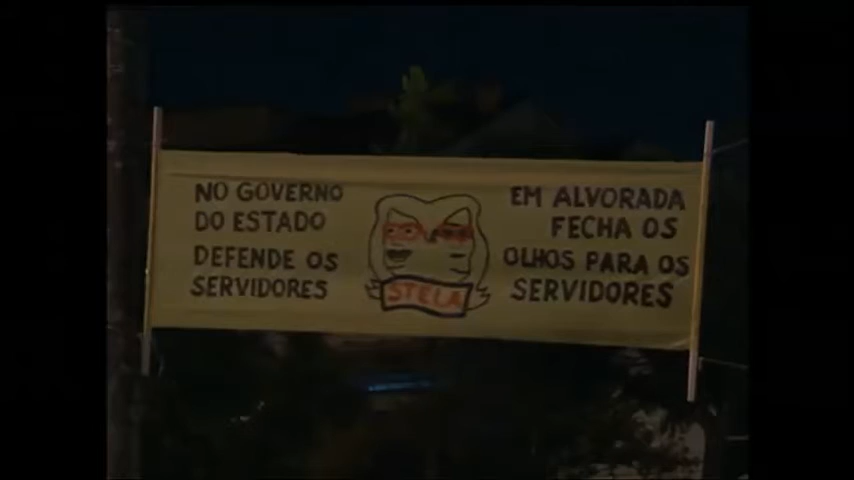 NO GOVERNO
DO ESTADO
DEFENDE OS
SERVIDORES
STELA
EM ALVORADA
FECHA OS
OLHOS PARA OS
SERVIDORES